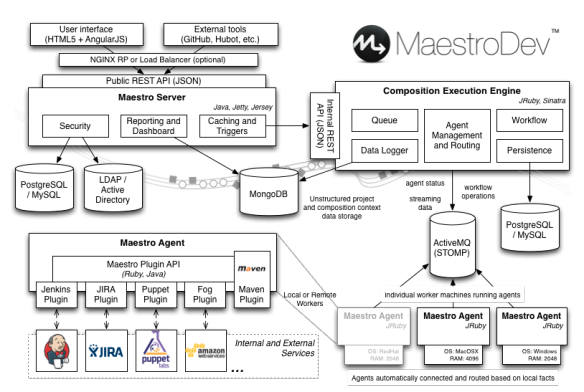 User interface
(HTML5 + AngularJS)
External tools
(GitHub, Hubot, etc.)
MaestroDev™
NGINX RP or Load Balancer (optional)
Public REST API (JSON)
Maestro Server
Java, Jetty, Jersey
Security
Reporting and
Dashboard
Caching and
Triggers
Internal REST
API (JSON)
Composition Execution Engine
JRuby, Sinatra
Queue
Agent
Management
and Routing
Workflow
Data Logger
Persistence
PostgreSQL
/ MySQL
LDAP /
Active
Directory
MongoDB
Unstructured project
and composition context
data storage
agent status
streaming
data
workflow
operations
ActiveMQ
(STOMP)
PostgreSQL
/ MySQL
Maestro Agent
Maestro Plugin API
(Ruby, Java)
maven
Jenkins
Plugin
JIRA
Plugin
Puppet
Plugin
Fog
Plugin
Maven
Plugin
Local or Remote
Workers
Individual worker machines running agents
Maestro Agent
JRuby
OS: RedHat
RAM: 2048
Maestro Agent
JRuby
OS: MacOSX
RAM: 4096
Maestro Agent
JRuby
OS: Windows
RAM: 2048
JIRA
puppet
labs
amazon
webservices
...
Internal and External
Services
Agents automatically connected and routed based on local facts